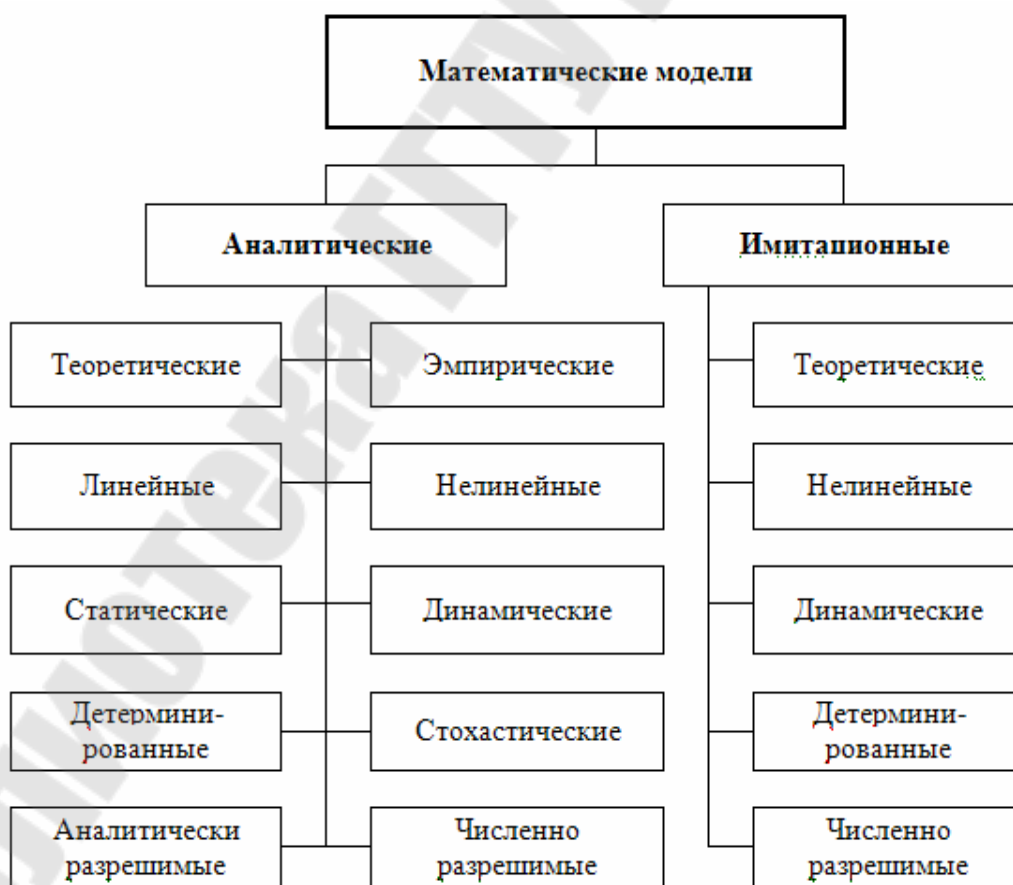 Математические модели
Аналитические
Имитационные
Теоретические
Эмпирические
Теоретические
Линейные
Нелинейные
Нелинейные
Статические
Динамические
Динамические
Детермини-
рованные
Стохастические
Детермини-
рованные
Аналитически
разрешимые
Численно
разрешимые
Численно
разрешимые